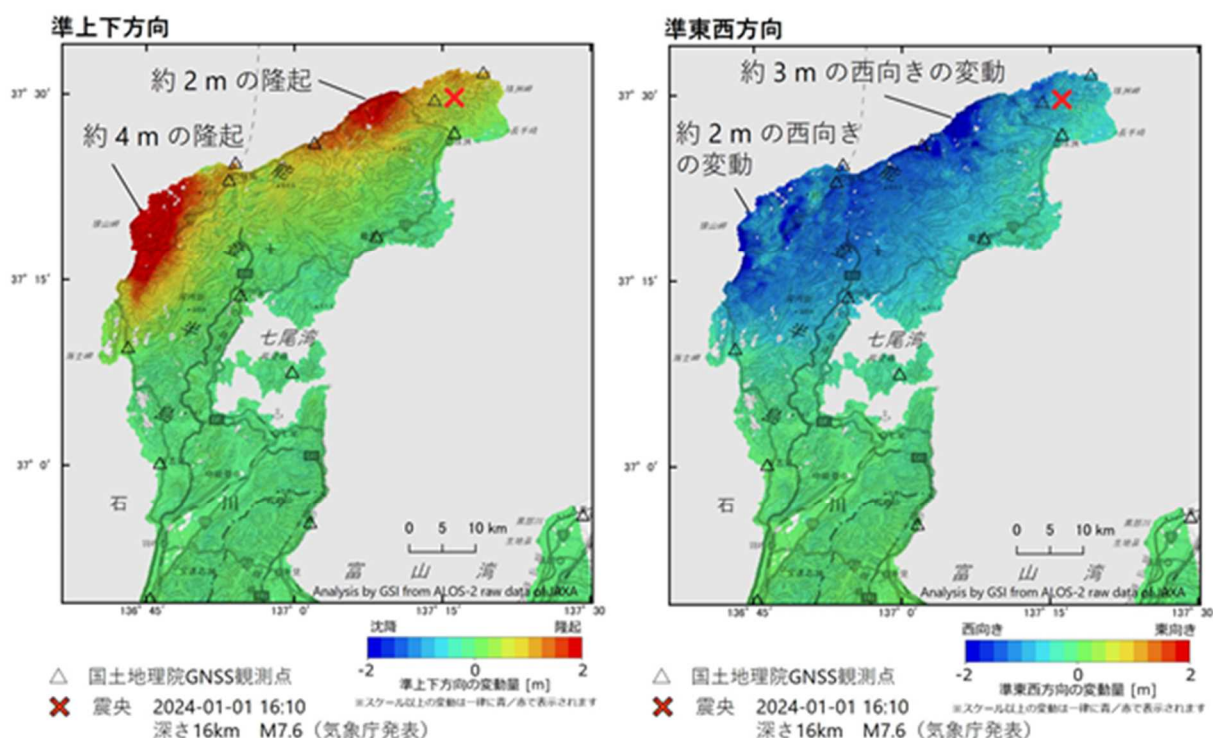 準上下方向
約 2 m の隆起
約 4 m の隆起
37° 30'
37° 15'
37° 0'
七尾湾
石
川
0 5 10 km
富 山 湾
Analysis by GSI from ALOS-2 raw data of JAXA
136° 45'
137° 0'
137° 15'
137° 30'
沈降
隆起
-2
0
2
準上下方向の変動量 [m]
※スケール以上の変動は一律に青/赤で表示されます
△ 国土地理院GNSS観測点
震央 2024-01-01 16:10
深さ16km M7.6(気象庁発表)
準東西方向
約 3 m の西向きの変動
約 2 m の西向き
の変動
37° 30'
37° 15'
37° 0'
七尾湾
石
川
0 5 10 km
富 山 湾
Analysis by GSI from ALOS-2 raw data of JAXA
136° 45'
137° 0'
137° 15'
137° 30'
西向き
東向き
-2
0
2
準東西方向の変動量 [m]
※スケール以上の変動は一律に青/赤で表示されます
△ 国土地理院GNSS観測点
震央 2024-01-01 16:10
深さ16km M7.6(気象庁発表)